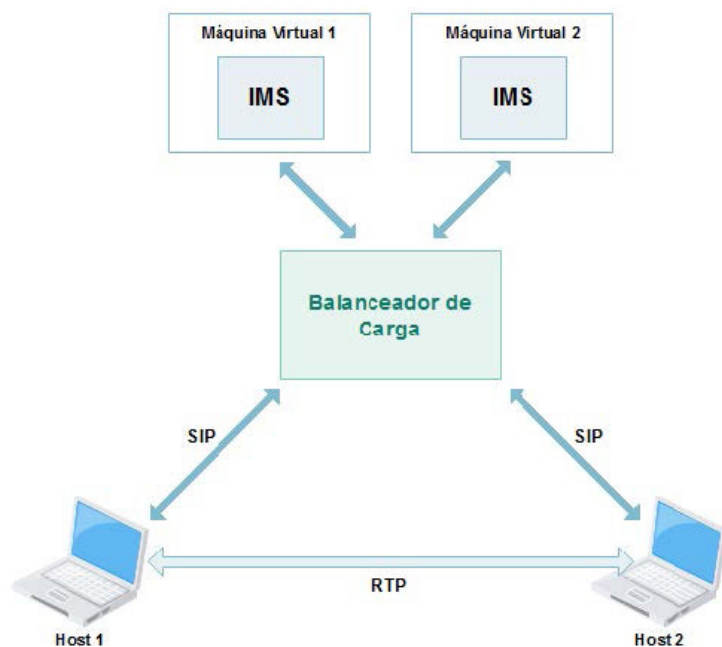 Máquina Virtual 1
Máquina Virtual 2
IMS
IMS
Balanceador de
Carga
SIP
SIP
RTP
Host 1
Host 2